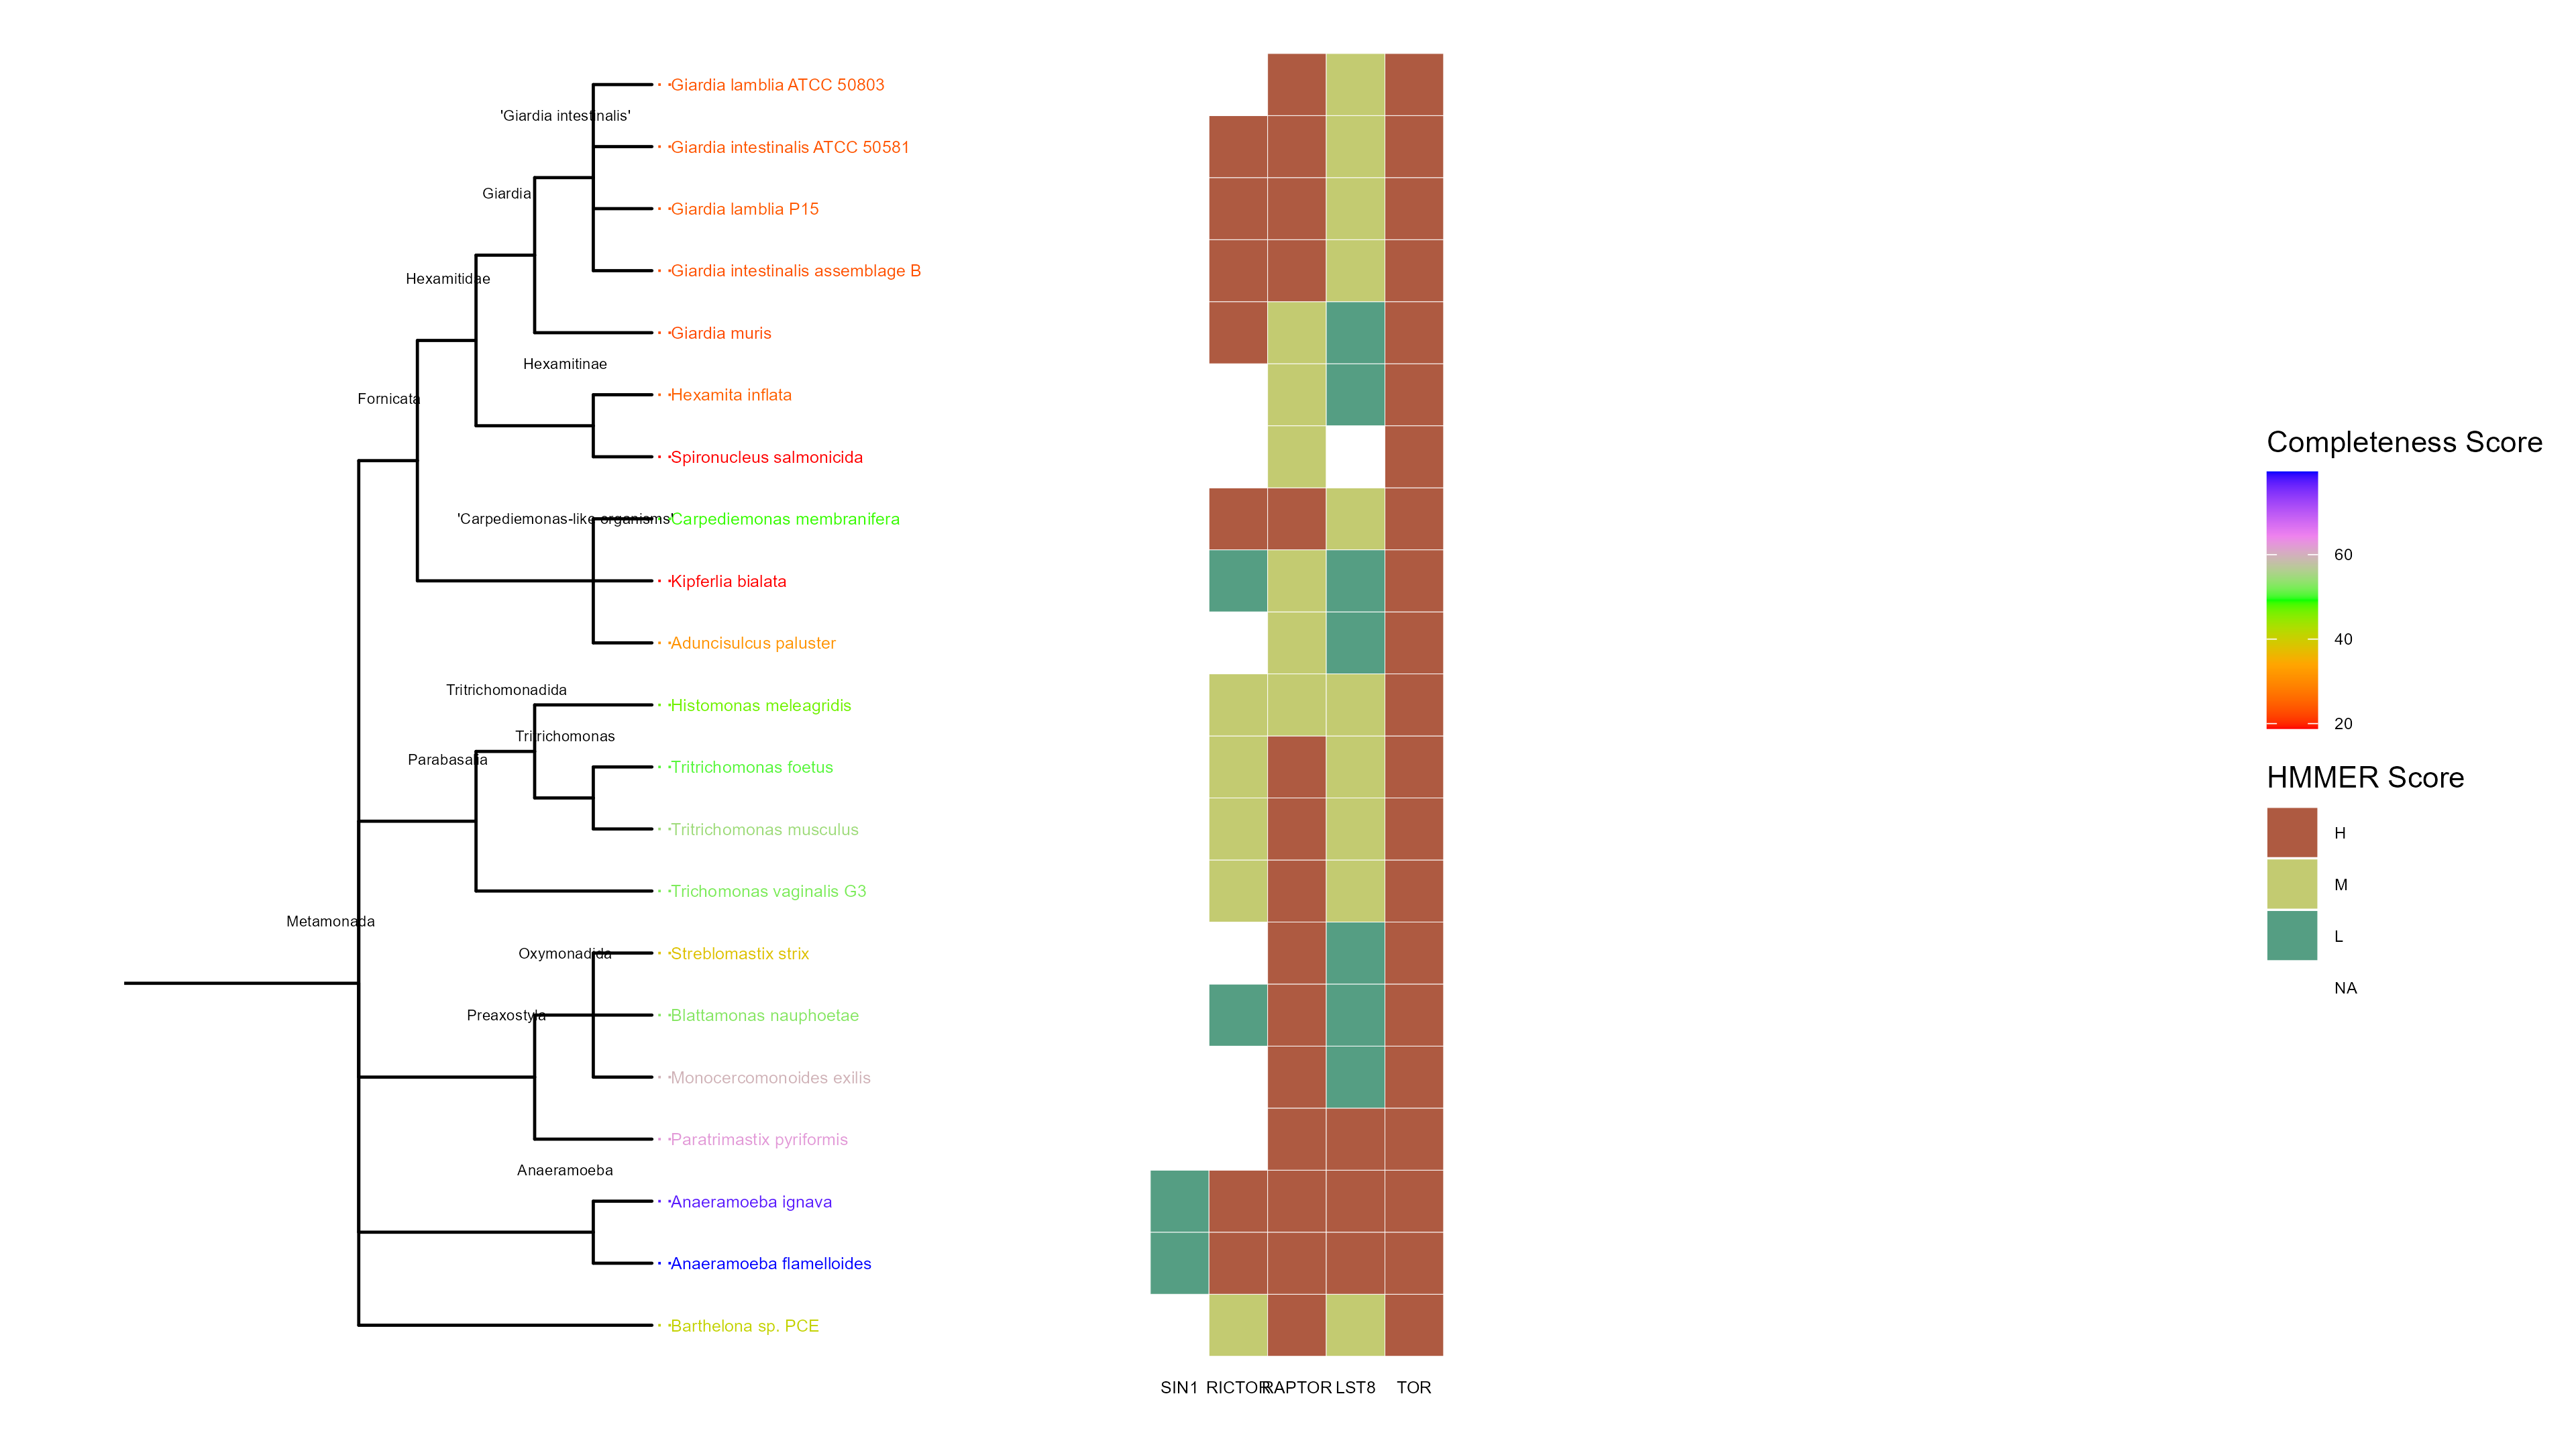 Giardia lamblia ATCC 50803
'Giardia intestinalis'
Giardia intestinalis ATCC 50581
Giardia
Giardia lamblia P15
Giardia intestinalis assemblage B
Hexamitidae
Giardia muris
Hexamitinae
Hexamita inflata
Fornicata
Spironucleus salmonicida
'Carpediemonas-like organisms'
Carpediemonas membranifera
Kipferlia bialata
Aduncisulcus paluster
Tritrichomonadida
Histomonas meleagridis
Tritrichomonas
Parabasalia
Tritrichomonas foetus
Tritrichomonas musculus
Trichomonas vaginalis G3
Metamonada
Oxymonadida
Streblomastix strix
Preaxostyla
Blattamonas nauphoetae
Monocercomonoides exilis
Paratrimastix pyriformis
Anaeramoeba
Anaeramoeba ignava
Anaeramoeba flamelloides
Barthelona sp. PCE
SIN1 RICTOR RAPTOR LST8 TOR
Completeness Score
60
40
20
HMMER Score
H
M
L
NA